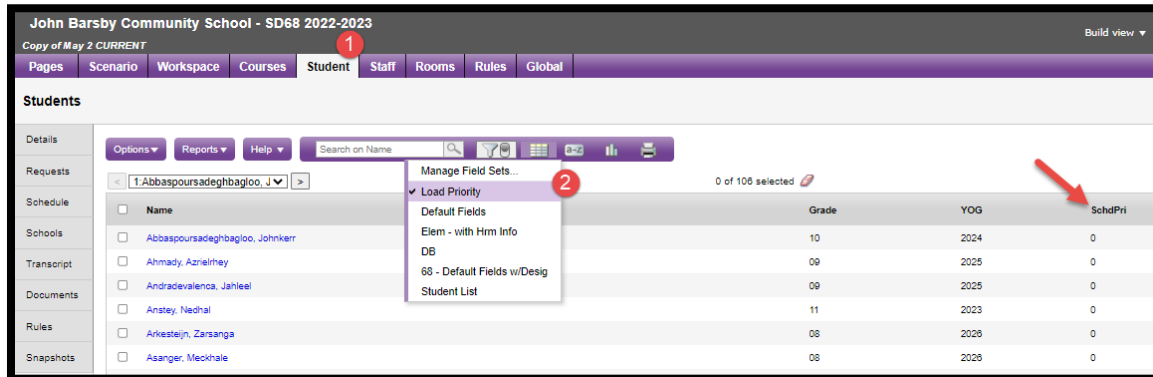 John Barsby Community School - SD68 2022-2023
Copy of May 2 CURRENT
Build view
1
Pages Scenario Workspace Courses Student Staff Rooms Rules Global
Students
Details
Requests
Schedule
Schools
Transcript
Documents
Rules
Snapshots
Options Reports Help Search on Name a-z
Manage Field Sets...
Load Priority
Default Fields
Elem - with Hrm Info
DB
68 - Default Fields w/Desig
Student List
2
< 1:Abbaspoursadeghbagloo, J >
0 of 106 selected
Name Grade YOG SchdPri
Abbaspoursadeghbagloo, Johnkerr 10 2024 0
Ahmady, Azrielrhey 09 2025 0
Andradevalenca, Jahleel 09 2025 0
Anstey, Nedhal 11 2023 0
Arkesteijn, Zarsanga 08 2026 0
Asanger, Meckhale 08 2026 0